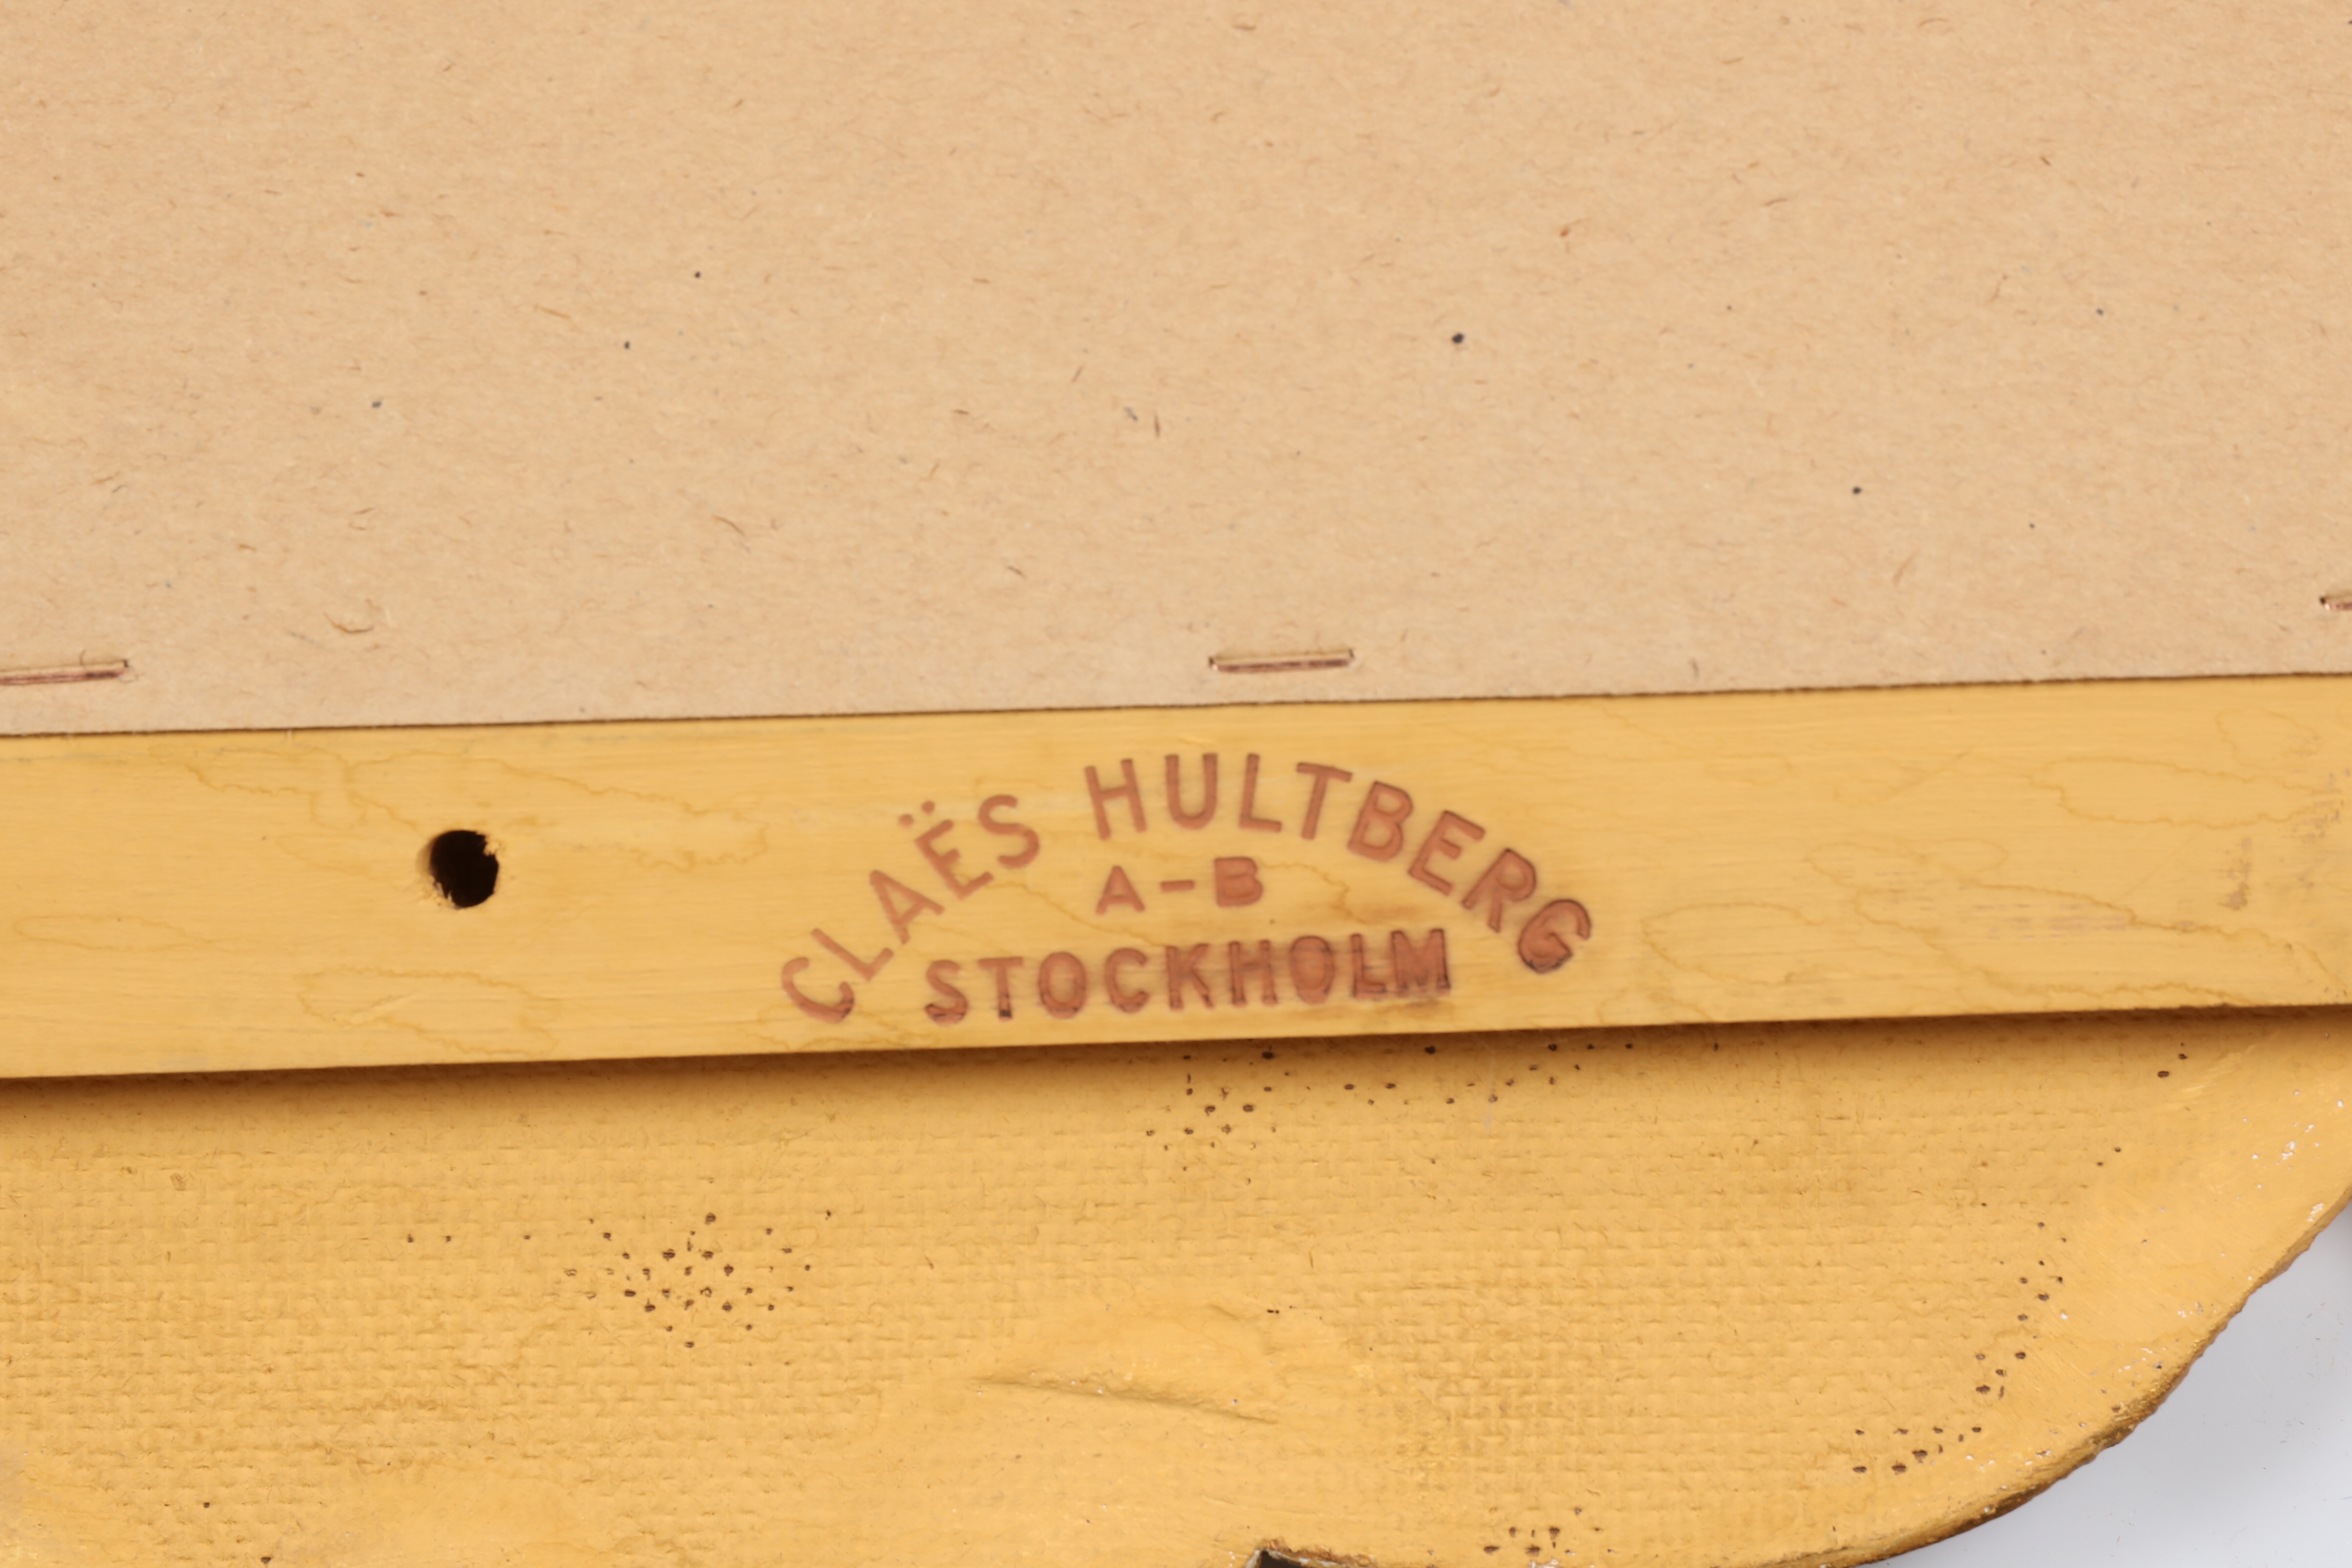 CLAËS HULTBERG
A-B
STOCKHOLM